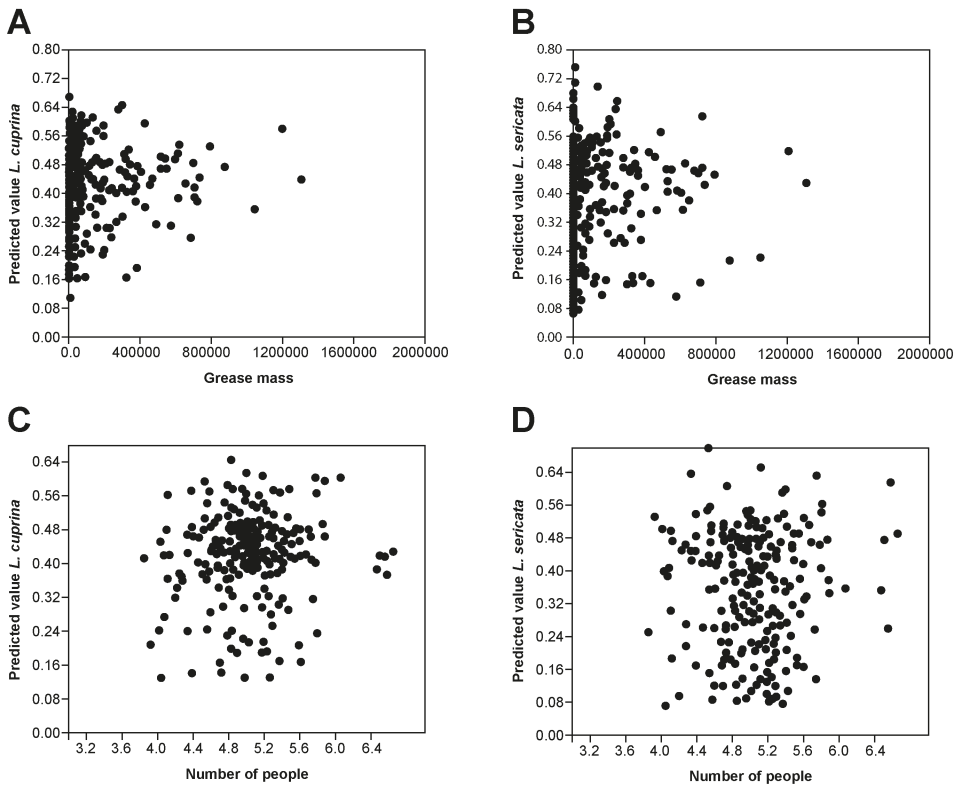 A
Predicted value L. cuprina
0.80
0.72
0.64
0.56
0.48
0.40
0.32
0.24
0.16
0.08
0.00
0.0 400000 800000 1200000 1600000 2000000
Grease mass
B
Predicted value L. sericata
0.80
0.72
0.64
0.56
0.48
0.40
0.32
0.24
0.16
0.08
0.00
0.0 400000 800000 1200000 1600000 2000000
Grease mass
C
Predicted value L. cuprina
0.64
0.56
0.48
0.40
0.32
0.24
0.16
0.08
0.00
3.2 3.6 4.0 4.4 4.8 5.2 5.6 6.0 6.4
Number of people
D
Predicted value L. sericata
0.64
0.56
0.48
0.40
0.32
0.24
0.16
0.08
0.00
3.2 3.6 4.0 4.4 4.8 5.2 5.6 6.0 6.4
Number of people